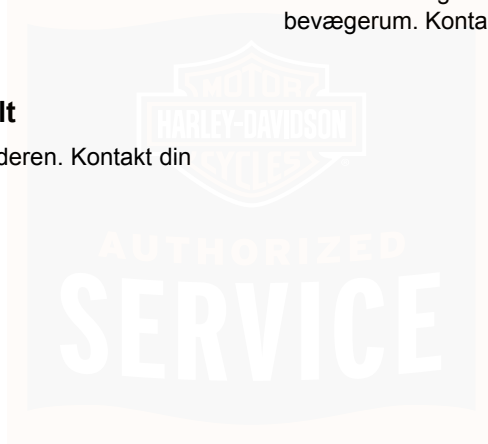 bevægerum. Konta
lt
deren. Kontakt din
MOTOR
HARLEY-DAVIDSON
CYCLES
AUTHORIZED
SERVICE